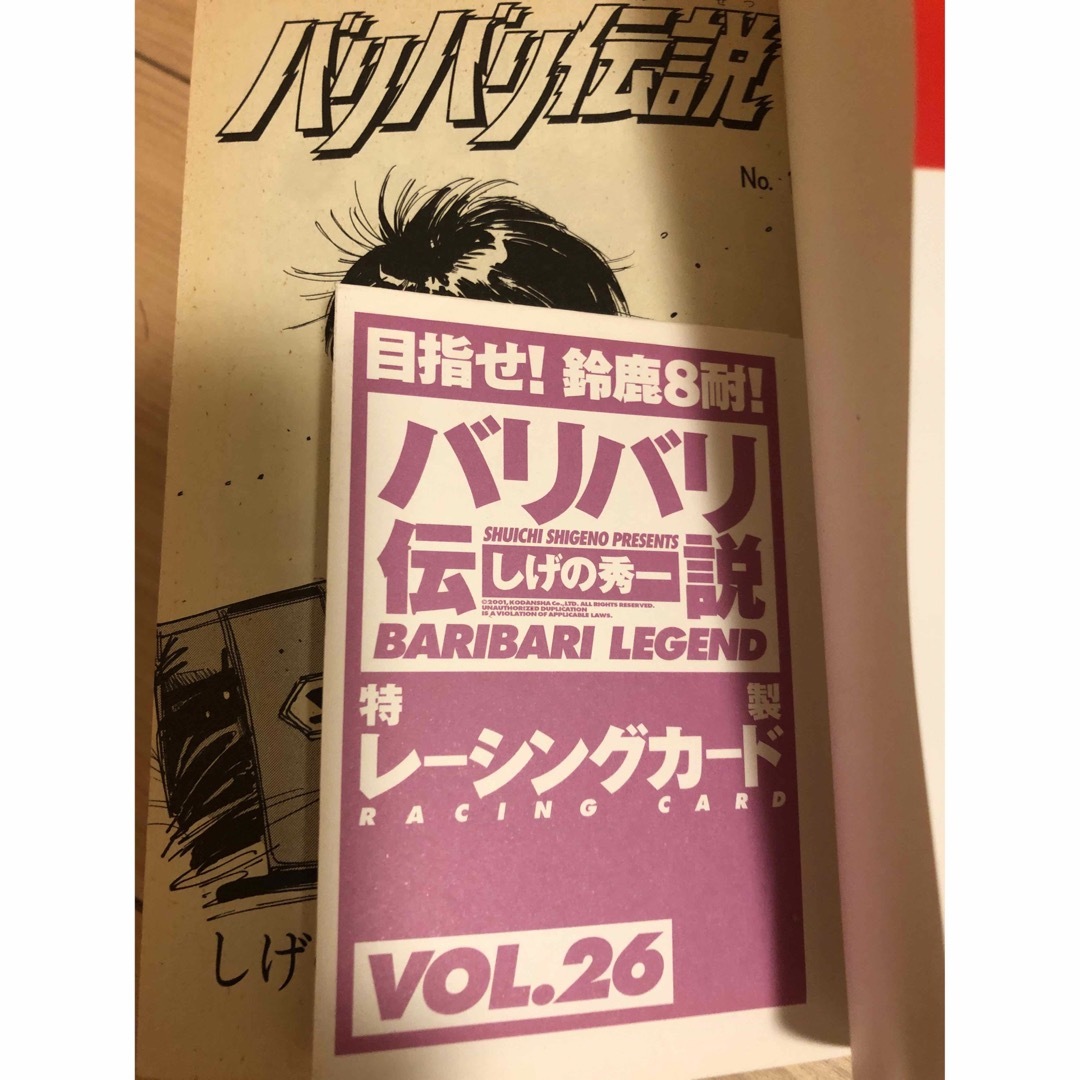 バリバリ伝説
No.
目指せ!鈴鹿8耐!
バリバリ
伝説
SHUICHI SHIGENO PRESENTS
しげの秀一
©2001, KODANSHA Co., LTD. ALL RIGHTS RESERVED.
UNAUTHORIZED DUPLICATION
IS A VIOLATION OF APPLICABLE LAWS.
BARIBARI LEGEND
特製
レーシングカード
RACING CARD
VOL.26
しげ